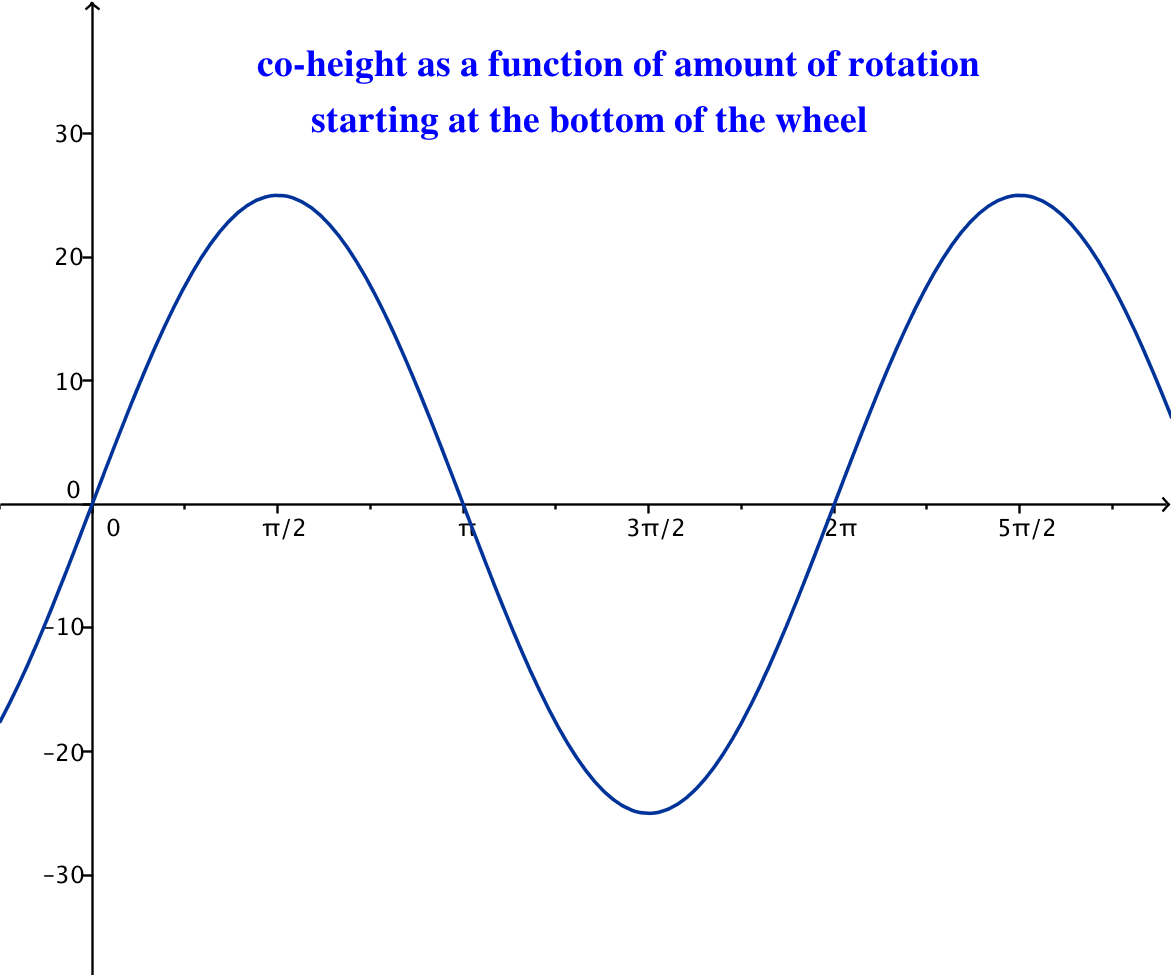 co-height as a function of amount of rotation
starting at the bottom of the wheel
30
20
10
0
0 π/2 π 3π/2 2π 5π/2
-10
-20
-30